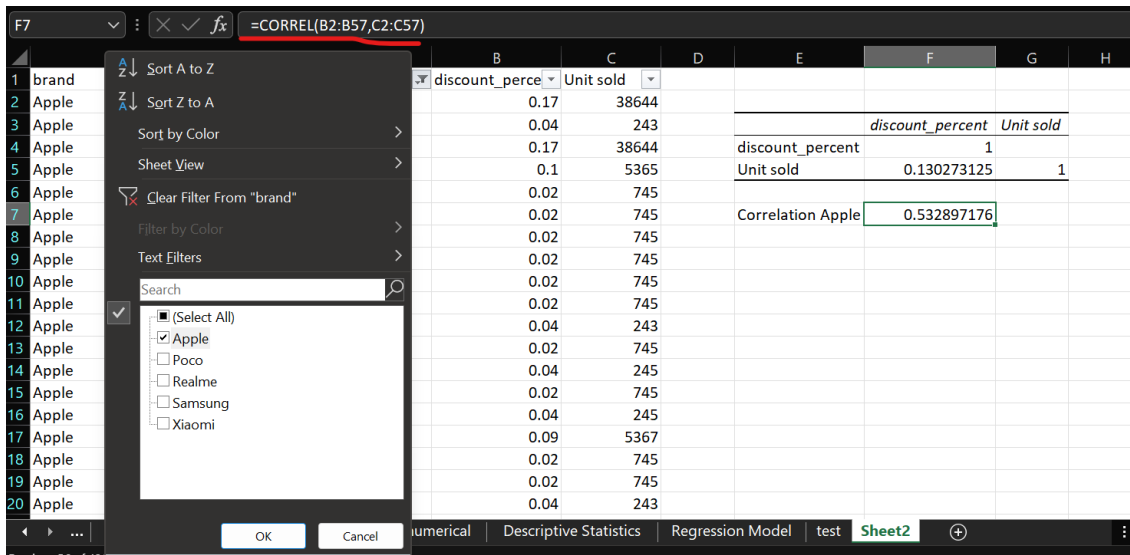 F7 fx =CORREL(B2:B57,C2:C57)
B C D E F G H
1 brand discount_perce Unit sold
2 Apple 0.17 38644
3 Apple 0.04 243 discount_percent Unit sold
4 Apple 0.17 38644 discount_percent 1
5 Apple 0.1 5365 Unit sold 0.130273125 1
6 Apple 0.02 745
7 Apple 0.02 745 Correlation Apple 0.532897176
8 Apple 0.02 745
9 Apple 0.02 745
10 Apple 0.02 745
11 Apple 0.02 745
12 Apple 0.04 243
13 Apple 0.02 745
14 Apple 0.04 245
15 Apple 0.02 745
16 Apple 0.04 245
17 Apple 0.09 5367
18 Apple 0.02 745
19 Apple 0.02 745
20 Apple 0.04 243
Sort A to Z
Sort Z to A
Sort by Color
Sheet View
Clear Filter From "brand"
Filter by Color
Text Filters
Search
(Select All)
Apple
Poco
Realme
Samsung
Xiaomi
OK Cancel
... umerical Descriptive Statistics Regression Model test Sheet2